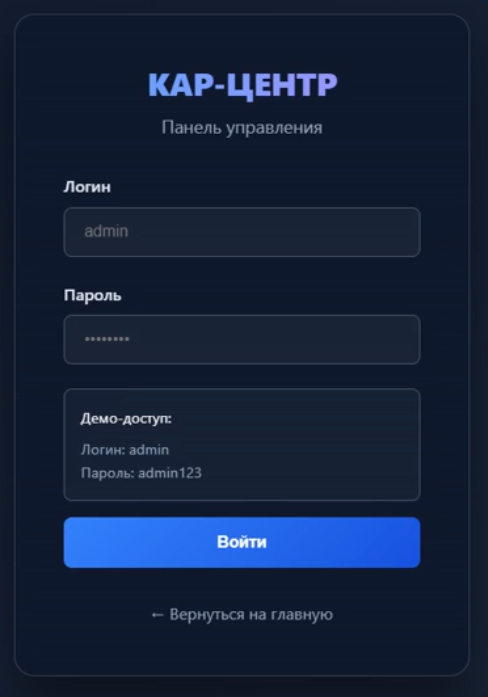 КАР-ЦЕНТР
Панель управления
Логин
admin
Пароль
••••••••
Демо-доступ:
Логин: admin
Пароль: admin123
Войти
← Вернуться на главную